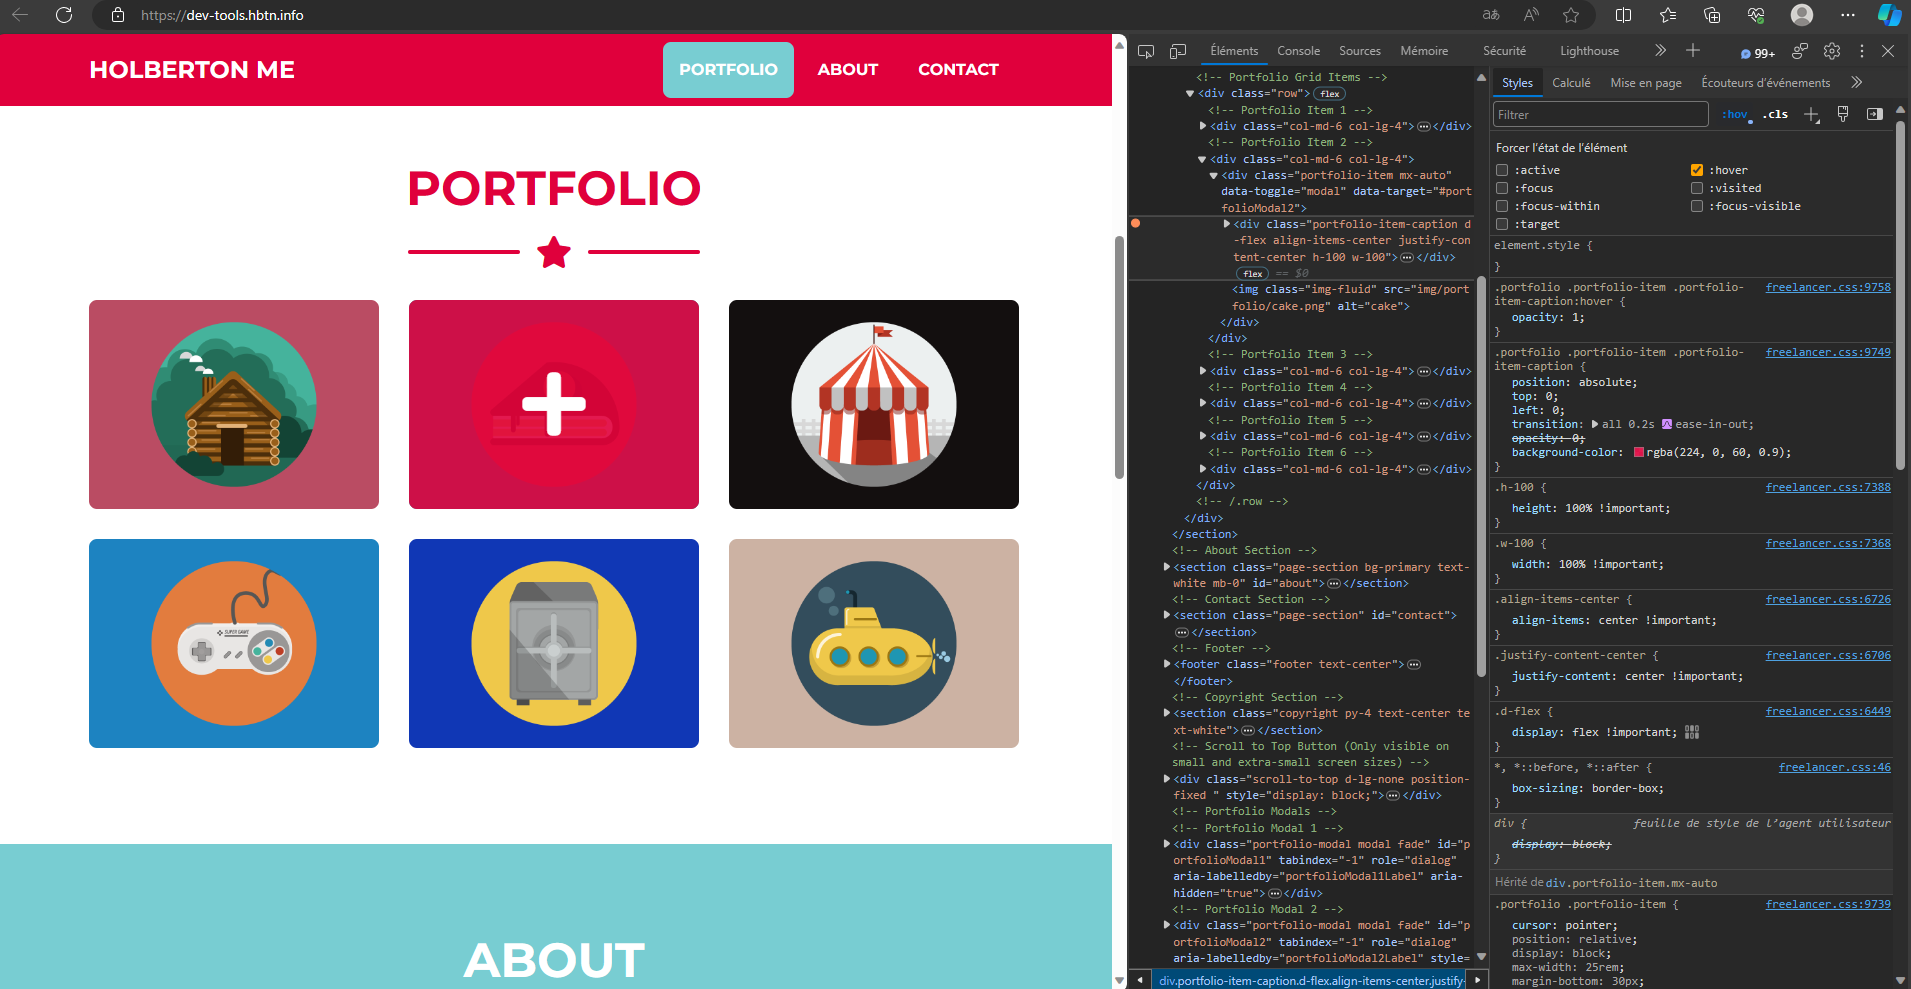 https://dev-tools.hbtn.info
HOLBERTON ME
PORTFOLIO
ABOUT
CONTACT
PORTFOLIO
SUPER GAME
ABOUT
Éléments Console Sources Mémoire Sécurité Lighthouse
99+
<!-- Portfolio Grid Items -->
<div class="row"> flex
<!-- Portfolio Item 1 -->
<div class="col-md-6 col-lg-4"> </div>
<!-- Portfolio Item 2 -->
<div class="col-md-6 col-lg-4">
<div class="portfolio-item mx-auto"
data-toggle="modal" data-target="#port
folioModal2">
<div class="portfolio-item-caption d
-flex align-items-center justify-con
tent-center h-100 w-100"> </div>
flex == $0
<img class="img-fluid" src="img/port
folio/cake.png" alt="cake">
</div>
</div>
<!-- Portfolio Item 3 -->
<div class="col-md-6 col-lg-4"> </div>
<!-- Portfolio Item 4 -->
<div class="col-md-6 col-lg-4"> </div>
<!-- Portfolio Item 5 -->
<div class="col-md-6 col-lg-4"> </div>
<!-- Portfolio Item 6 -->
<div class="col-md-6 col-lg-4"> </div>
</div>
<!-- /.row -->
</div>
</section>
<!-- About Section -->
<section class="page-section bg-primary text-
white mb-0" id="about"> </section>
<!-- Contact Section -->
<section class="page-section" id="contact">
</section>
<!-- Footer -->
<footer class="footer text-center">
</footer>
<!-- Copyright Section -->
<section class="copyright py-4 text-center te
xt-white"> </section>
<!-- Scroll to Top Button (Only visible on
small and extra-small screen sizes) -->
<div class="scroll-to-top d-lg-none position-
fixed " style="display: block;"> </div>
<!-- Portfolio Modals -->
<!-- Portfolio Modal 1 -->
<div class="portfolio-modal modal fade" id="p
ortfolioModal1" tabindex="-1" role="dialog"
aria-labelledby="portfolioModal1Label" aria-
hidden="true"> </div>
<!-- Portfolio Modal 2 -->
<div class="portfolio-modal modal fade" id="p
ortfolioModal2" tabindex="-1" role="dialog"
aria-labelledby="portfolioModal2Label" style=
div.portfolio-item-caption.d-flex.align-items-center.justify-
Styles Calculé Mise en page Écouteurs d'événements
Filtrer
:hov .cls
Forcer l'état de l'élément
:active
:hover
:focus
:visited
:focus-within
:focus-visible
:target
element.style {
}
.portfolio .portfolio-item .portfolio- freelancer.css:9758
item-caption:hover {
opacity: 1;
}
.portfolio .portfolio-item .portfolio- freelancer.css:9749
item-caption {
position: absolute;
top: 0;
left: 0;
transition: all 0.2s ease-in-out;
opacity: 0;
background-color: rgba(224, 0, 60, 0.9);
}
.h-100 { freelancer.css:7388
height: 100% !important;
}
.w-100 { freelancer.css:7368
width: 100% !important;
}
.align-items-center { freelancer.css:6726
align-items: center !important;
}
.justify-content-center { freelancer.css:6706
justify-content: center !important;
}
.d-flex { freelancer.css:6449
display: flex !important;
}
*, *::before, *::after { freelancer.css:46
box-sizing: border-box;
}
div { feuille de style de l'agent utilisateur
display: block;
}
Hérité de div.portfolio-item.mx-auto
.portfolio .portfolio-item { freelancer.css:9739
cursor: pointer;
position: relative;
display: block;
max-width: 25rem;
margin-bottom: 30px;